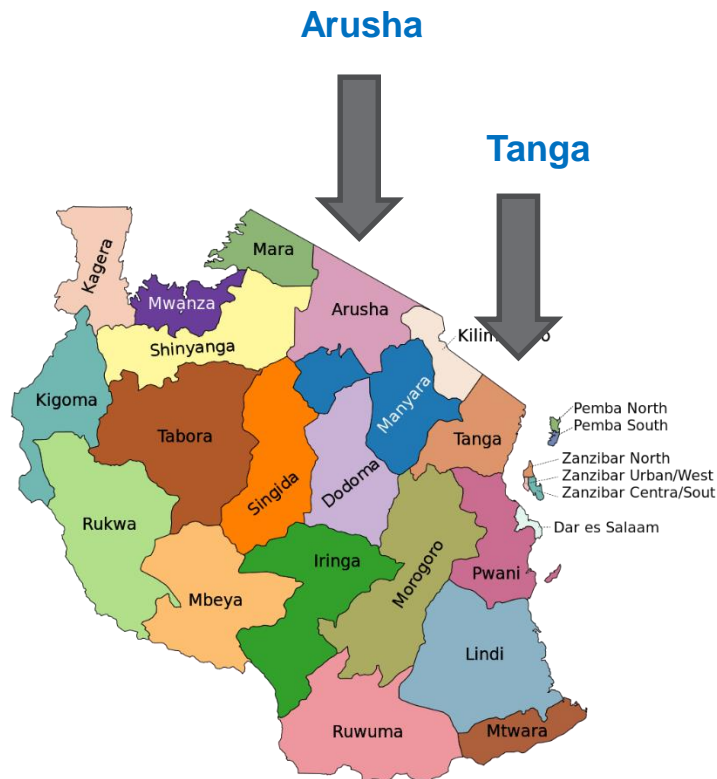 Arusha
Tanga
Kagera
Mara
Mwanza
Arusha
Shinyanga
Kigoma
Manyara
Pemba North
Pemba South
Tabora
Tanga
Zanzibar North
Zanzibar Urban/West
Zanzibar Centra/Sout
Singida
Dodoma
Rukwa
Dar es Salaam
Iringa
Morogoro
Pwani
Mbeya
Lindi
Ruwuma
Mtwara